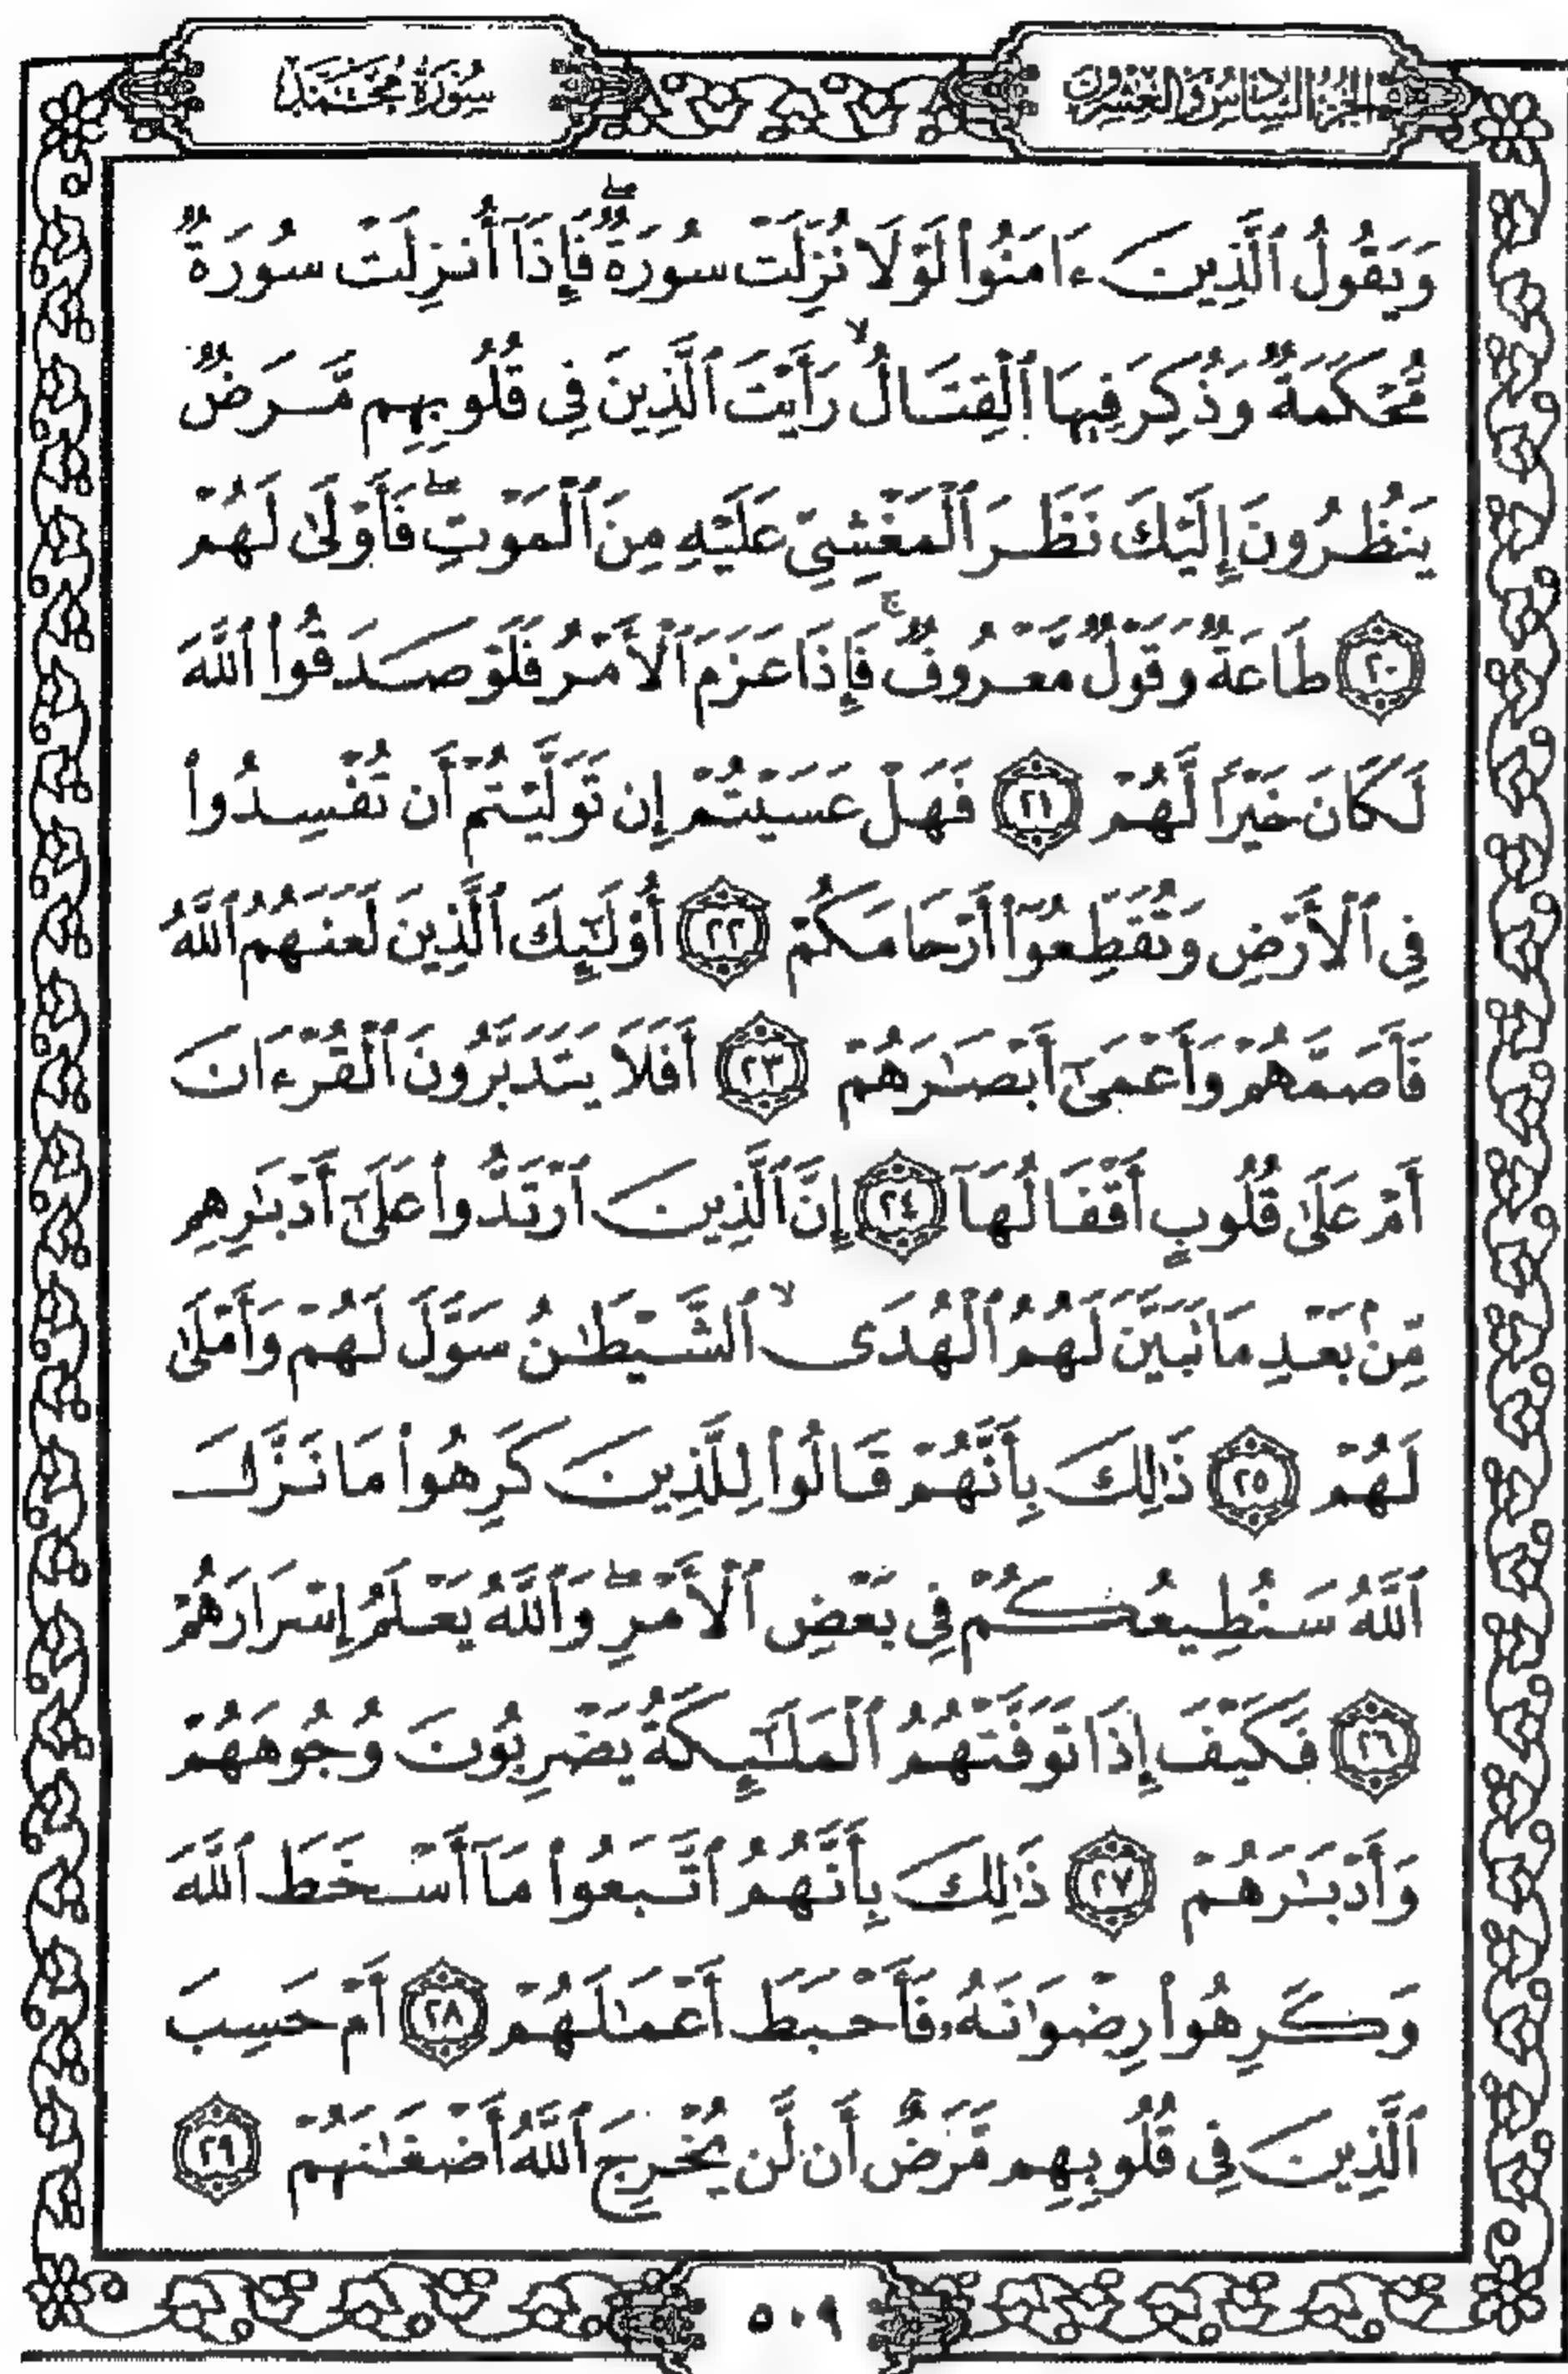 الجزء السادس والعشرون
سورة محمد
وَيَقُولُ ٱلَّذِينَ ءَامَنُوا۟ لَوْلَا نُزِّلَتْ سُورَةٌ ۖ فَإِذَآ أُنزِلَتْ سُورَةٌ
مُّحْكَمَةٌ وَذُكِرَ فِيهَا ٱلْقِتَالُ ۙ رَأَيْتَ ٱلَّذِينَ فِى قُلُوبِهِم مَّرَضٌ
يَنظُرُونَ إِلَيْكَ نَظَرَ ٱلْمَغْشِىِّ عَلَيْهِ مِنَ ٱلْمَوْتِ ۖ فَأَوْلَىٰ لَهُمْ
٢٠ طَاعَةٌ وَقَوْلٌ مَّعْرُوفٌ ۚ فَإِذَا عَزَمَ ٱلْأَمْرُ فَلَوْ صَدَقُوا۟ ٱللَّهَ
لَكَانَ خَيْرًا لَّهُمْ ٢١ فَهَلْ عَسَيْتُمْ إِن تَوَلَّيْتُمْ أَن تُفْسِدُوا۟
فِى ٱلْأَرْضِ وَتُقَطِّعُوٓا۟ أَرْحَامَكُمْ ٢٢ أُو۟لَـٰٓئِكَ ٱلَّذِينَ لَعَنَهُمُ ٱللَّهُ
فَأَصَمَّهُمْ وَأَعْمَىٰٓ أَبْصَـٰرَهُمْ ٢٣ أَفَلَا يَتَدَبَّرُونَ ٱلْقُرْءَانَ
أَمْ عَلَىٰ قُلُوبٍ أَقْفَالُهَآ ٢٤ إِنَّ ٱلَّذِينَ ٱرْتَدُّوا۟ عَلَىٰٓ أَدْبَـٰرِهِم
مِّنۢ بَعْدِ مَا تَبَيَّنَ لَهُمُ ٱلْهُدَى ۙ ٱلشَّيْطَـٰنُ سَوَّلَ لَهُمْ وَأَمْلَىٰ
لَهُمْ ٢٥ ذَٰلِكَ بِأَنَّهُمْ قَالُوا۟ لِلَّذِينَ كَرِهُوا۟ مَا نَزَّلَ
ٱللَّهُ سَنُطِيعُكُمْ فِى بَعْضِ ٱلْأَمْرِ ۖ وَٱللَّهُ يَعْلَمُ إِسْرَارَهُمْ
٢٦ فَكَيْفَ إِذَا تَوَفَّتْهُمُ ٱلْمَلَـٰٓئِكَةُ يَضْرِبُونَ وُجُوهَهُمْ
وَأَدْبَـٰرَهُمْ ٢٧ ذَٰلِكَ بِأَنَّهُمُ ٱتَّبَعُوا۟ مَآ أَسْخَطَ ٱللَّهَ
وَكَرِهُوا۟ رِضْوَٰنَهُۥ فَأَحْبَطَ أَعْمَـٰلَهُمْ ٢٨ أَمْ حَسِبَ
ٱلَّذِينَ فِى قُلُوبِهِم مَّرَضٌ أَن لَّن يُخْرِجَ ٱللَّهُ أَضْغَـٰنَهُمْ ٢٩
٥٠٩